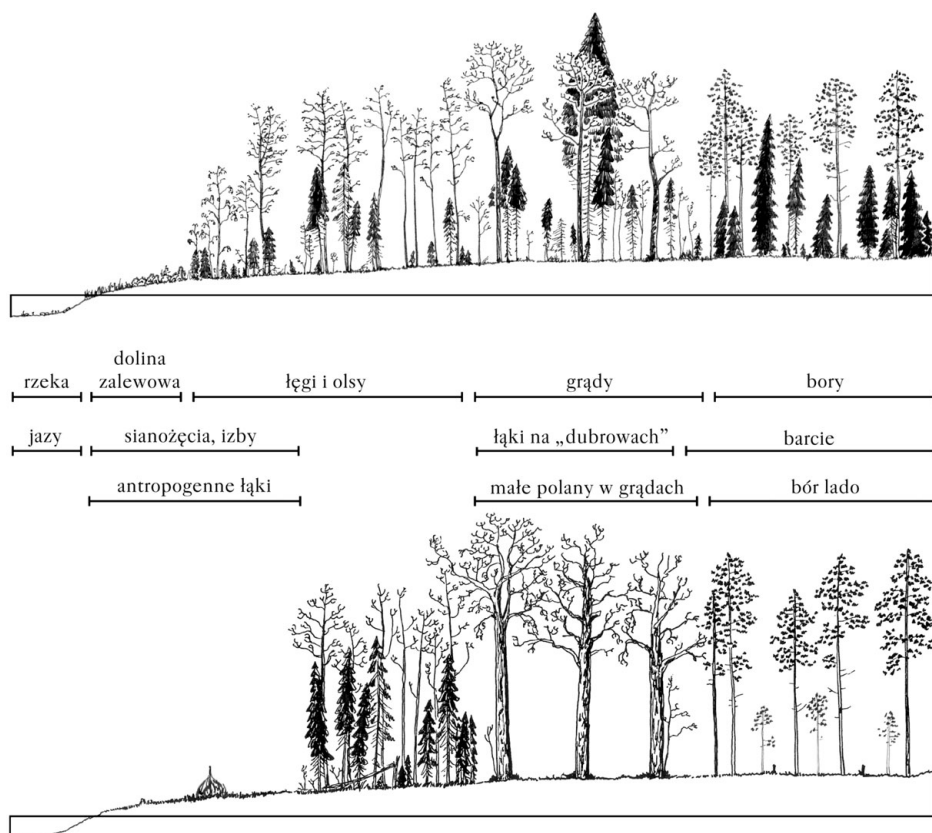 dolina
rzeka zalewowa łęgi i olsy grądy bory
jazy sianożęcia, izby łąki na „dubrowach” barcie
antropogenne łąki małe polany w grądach bór lado